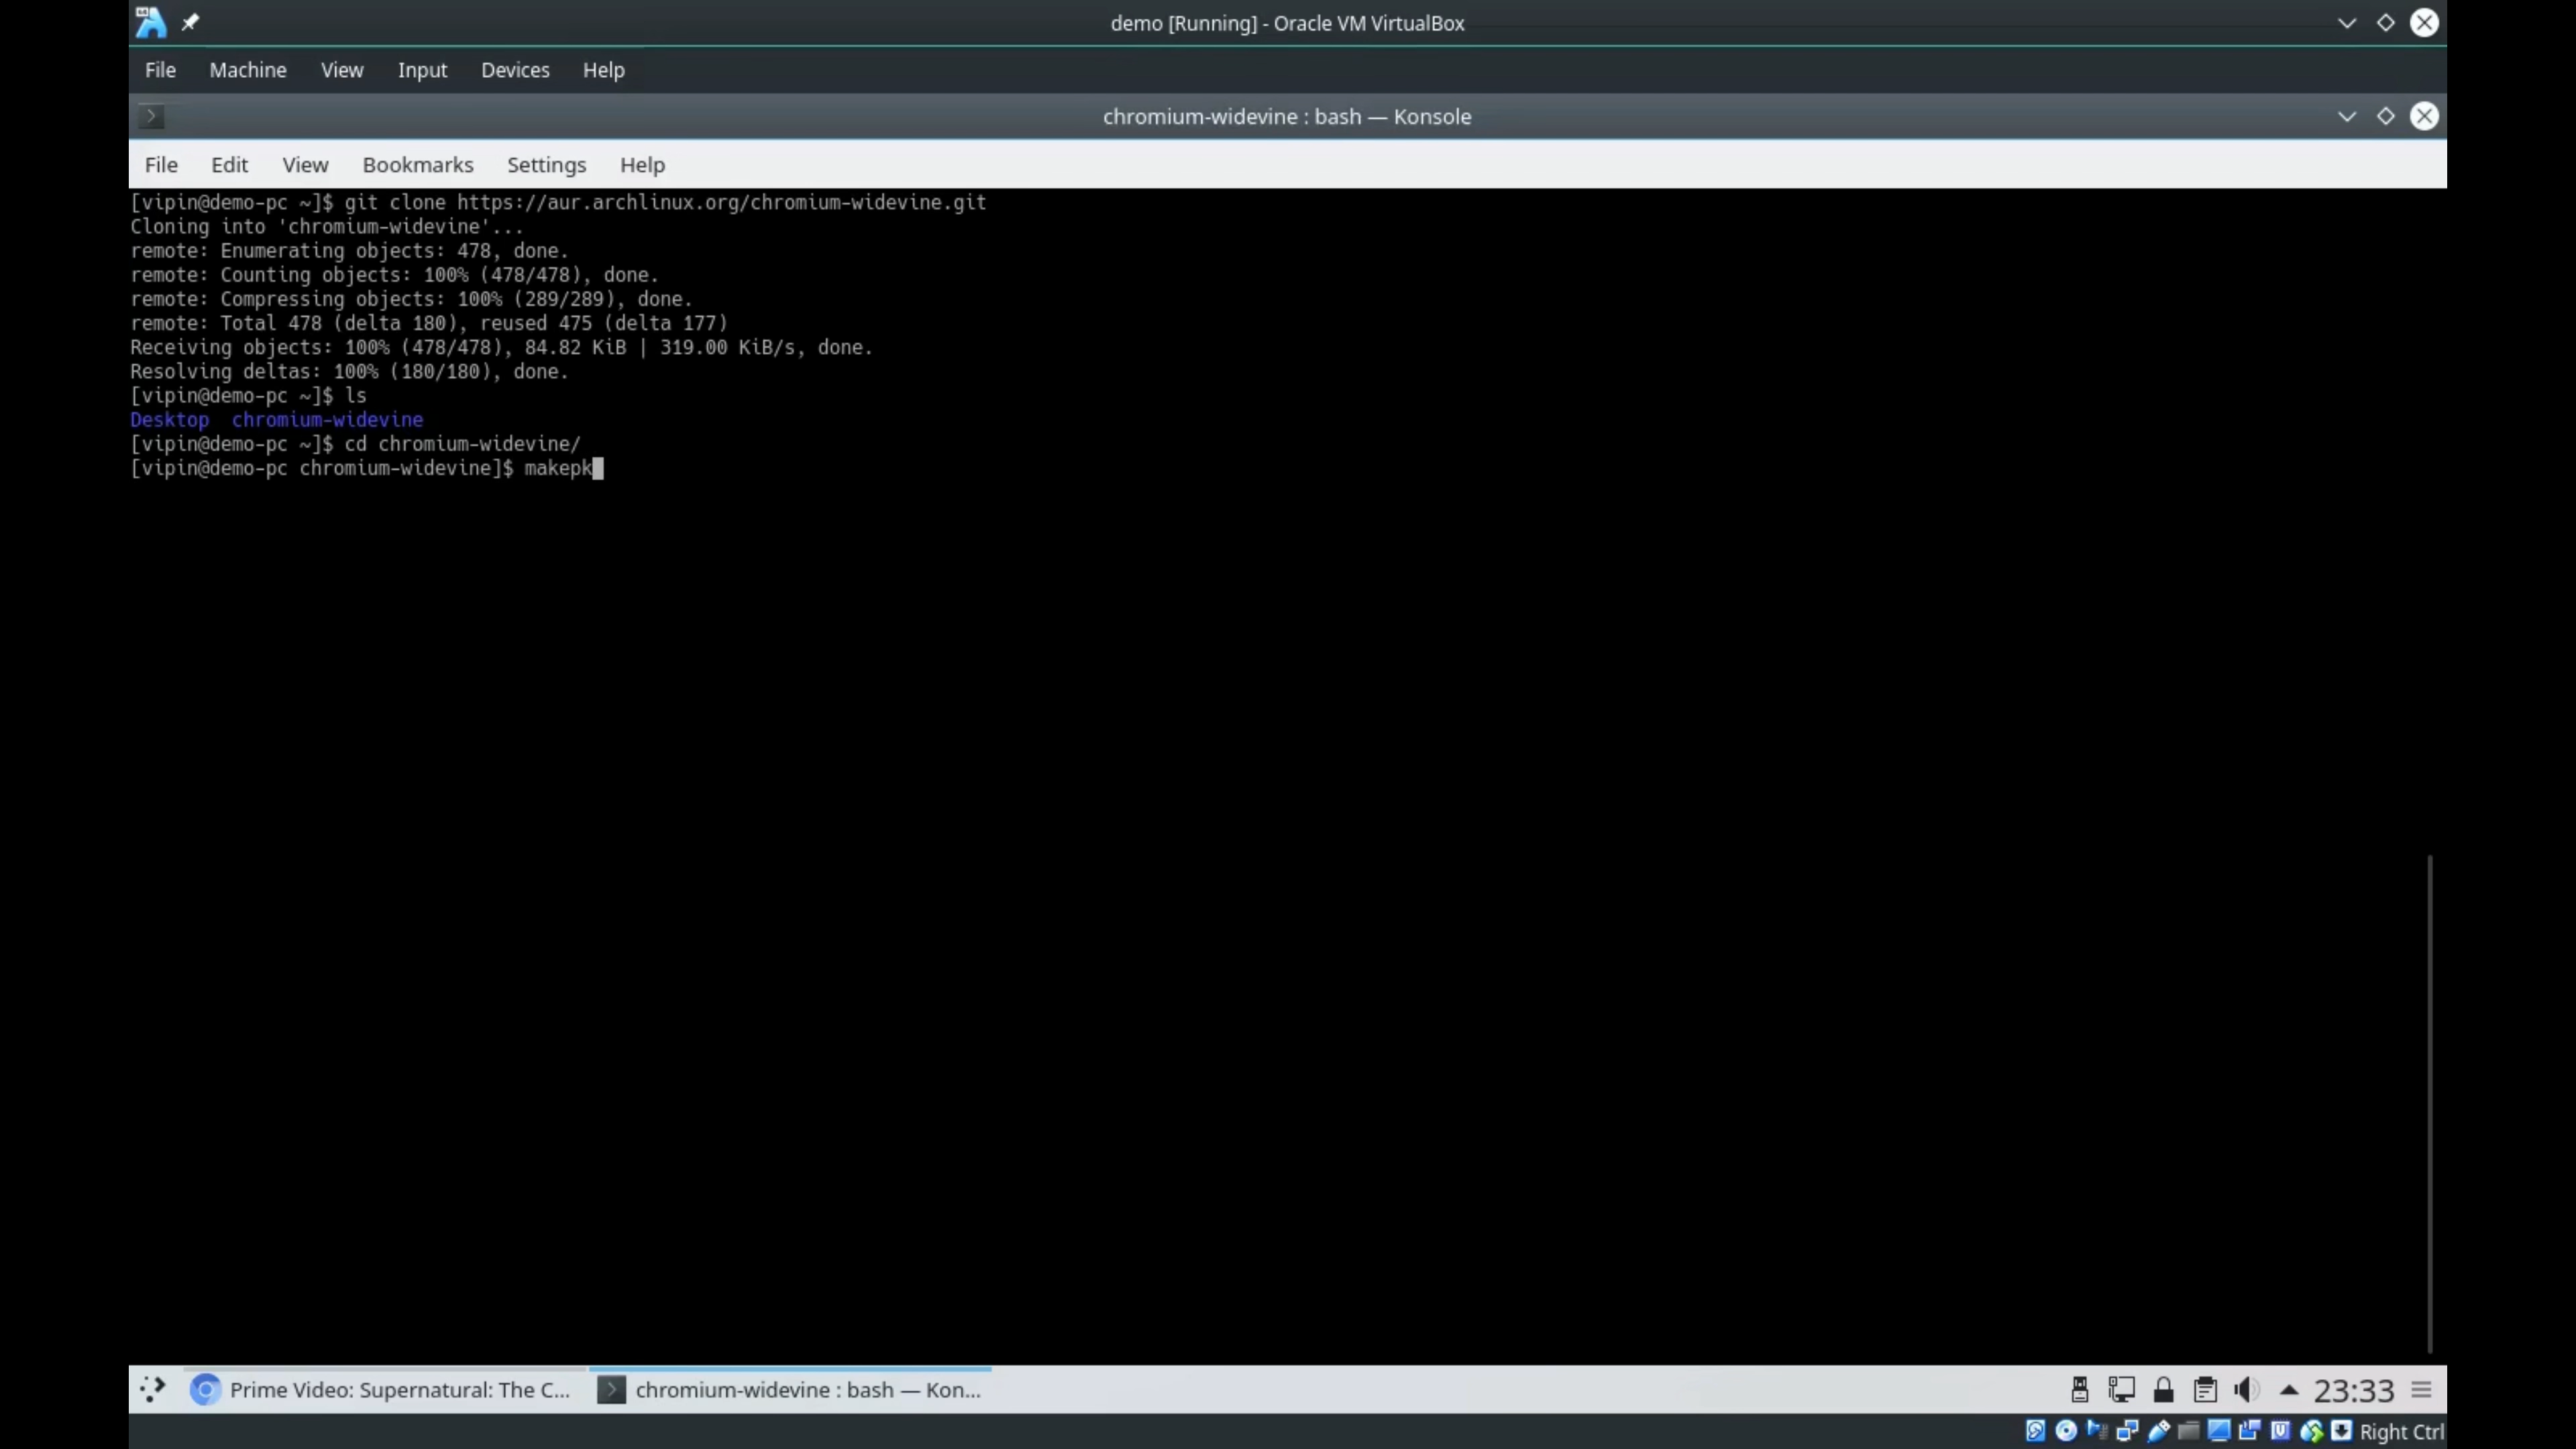 demo [Running] - Oracle VM VirtualBox
File Machine View Input Devices Help
chromium-widevine : bash — Konsole
File Edit View Bookmarks Settings Help
[vipin@demo-pc ~]$ git clone https://aur.archlinux.org/chromium-widevine.git
Cloning into 'chromium-widevine'...
remote: Enumerating objects: 478, done.
remote: Counting objects: 100% (478/478), done.
remote: Compressing objects: 100% (289/289), done.
remote: Total 478 (delta 180), reused 475 (delta 177)
Receiving objects: 100% (478/478), 84.82 KiB | 319.00 KiB/s, done.
Resolving deltas: 100% (180/180), done.
[vipin@demo-pc ~]$ ls
Desktop chromium-widevine
[vipin@demo-pc ~]$ cd chromium-widevine/
[vipin@demo-pc chromium-widevine]$ makepk
Prime Video: Supernatural: The C... chromium-widevine : bash — Kon... 23:33
Right Ctrl